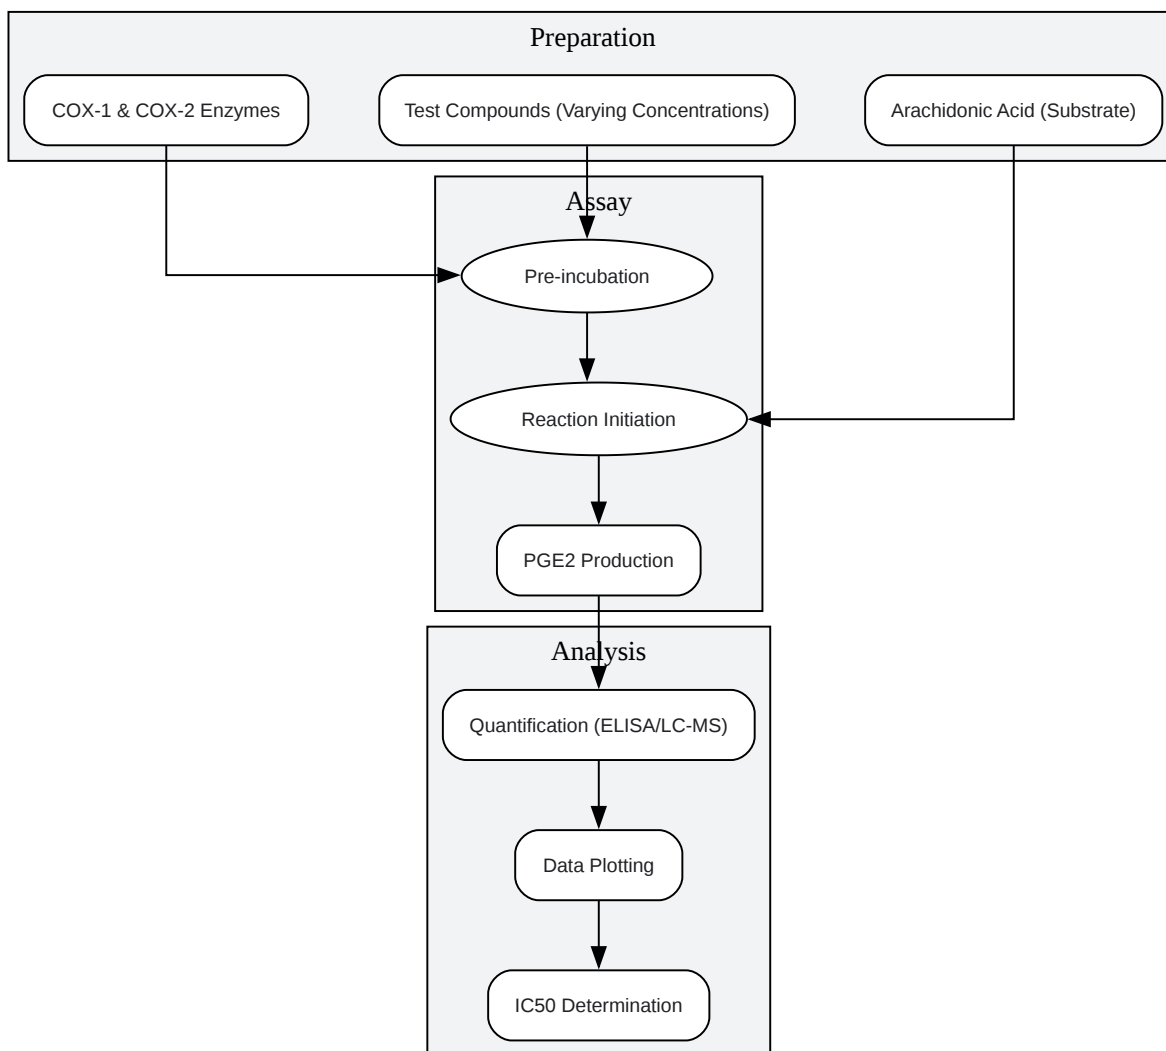 Preparation
COX-1 & COX-2 Enzymes
Test Compounds (Varying Concentrations)
Arachidonic Acid (Substrate)
Assay
Pre-incubation
Reaction Initiation
PGE2 Production
Analysis
Quantification (ELISA/LC-MS)
Data Plotting
IC50 Determination